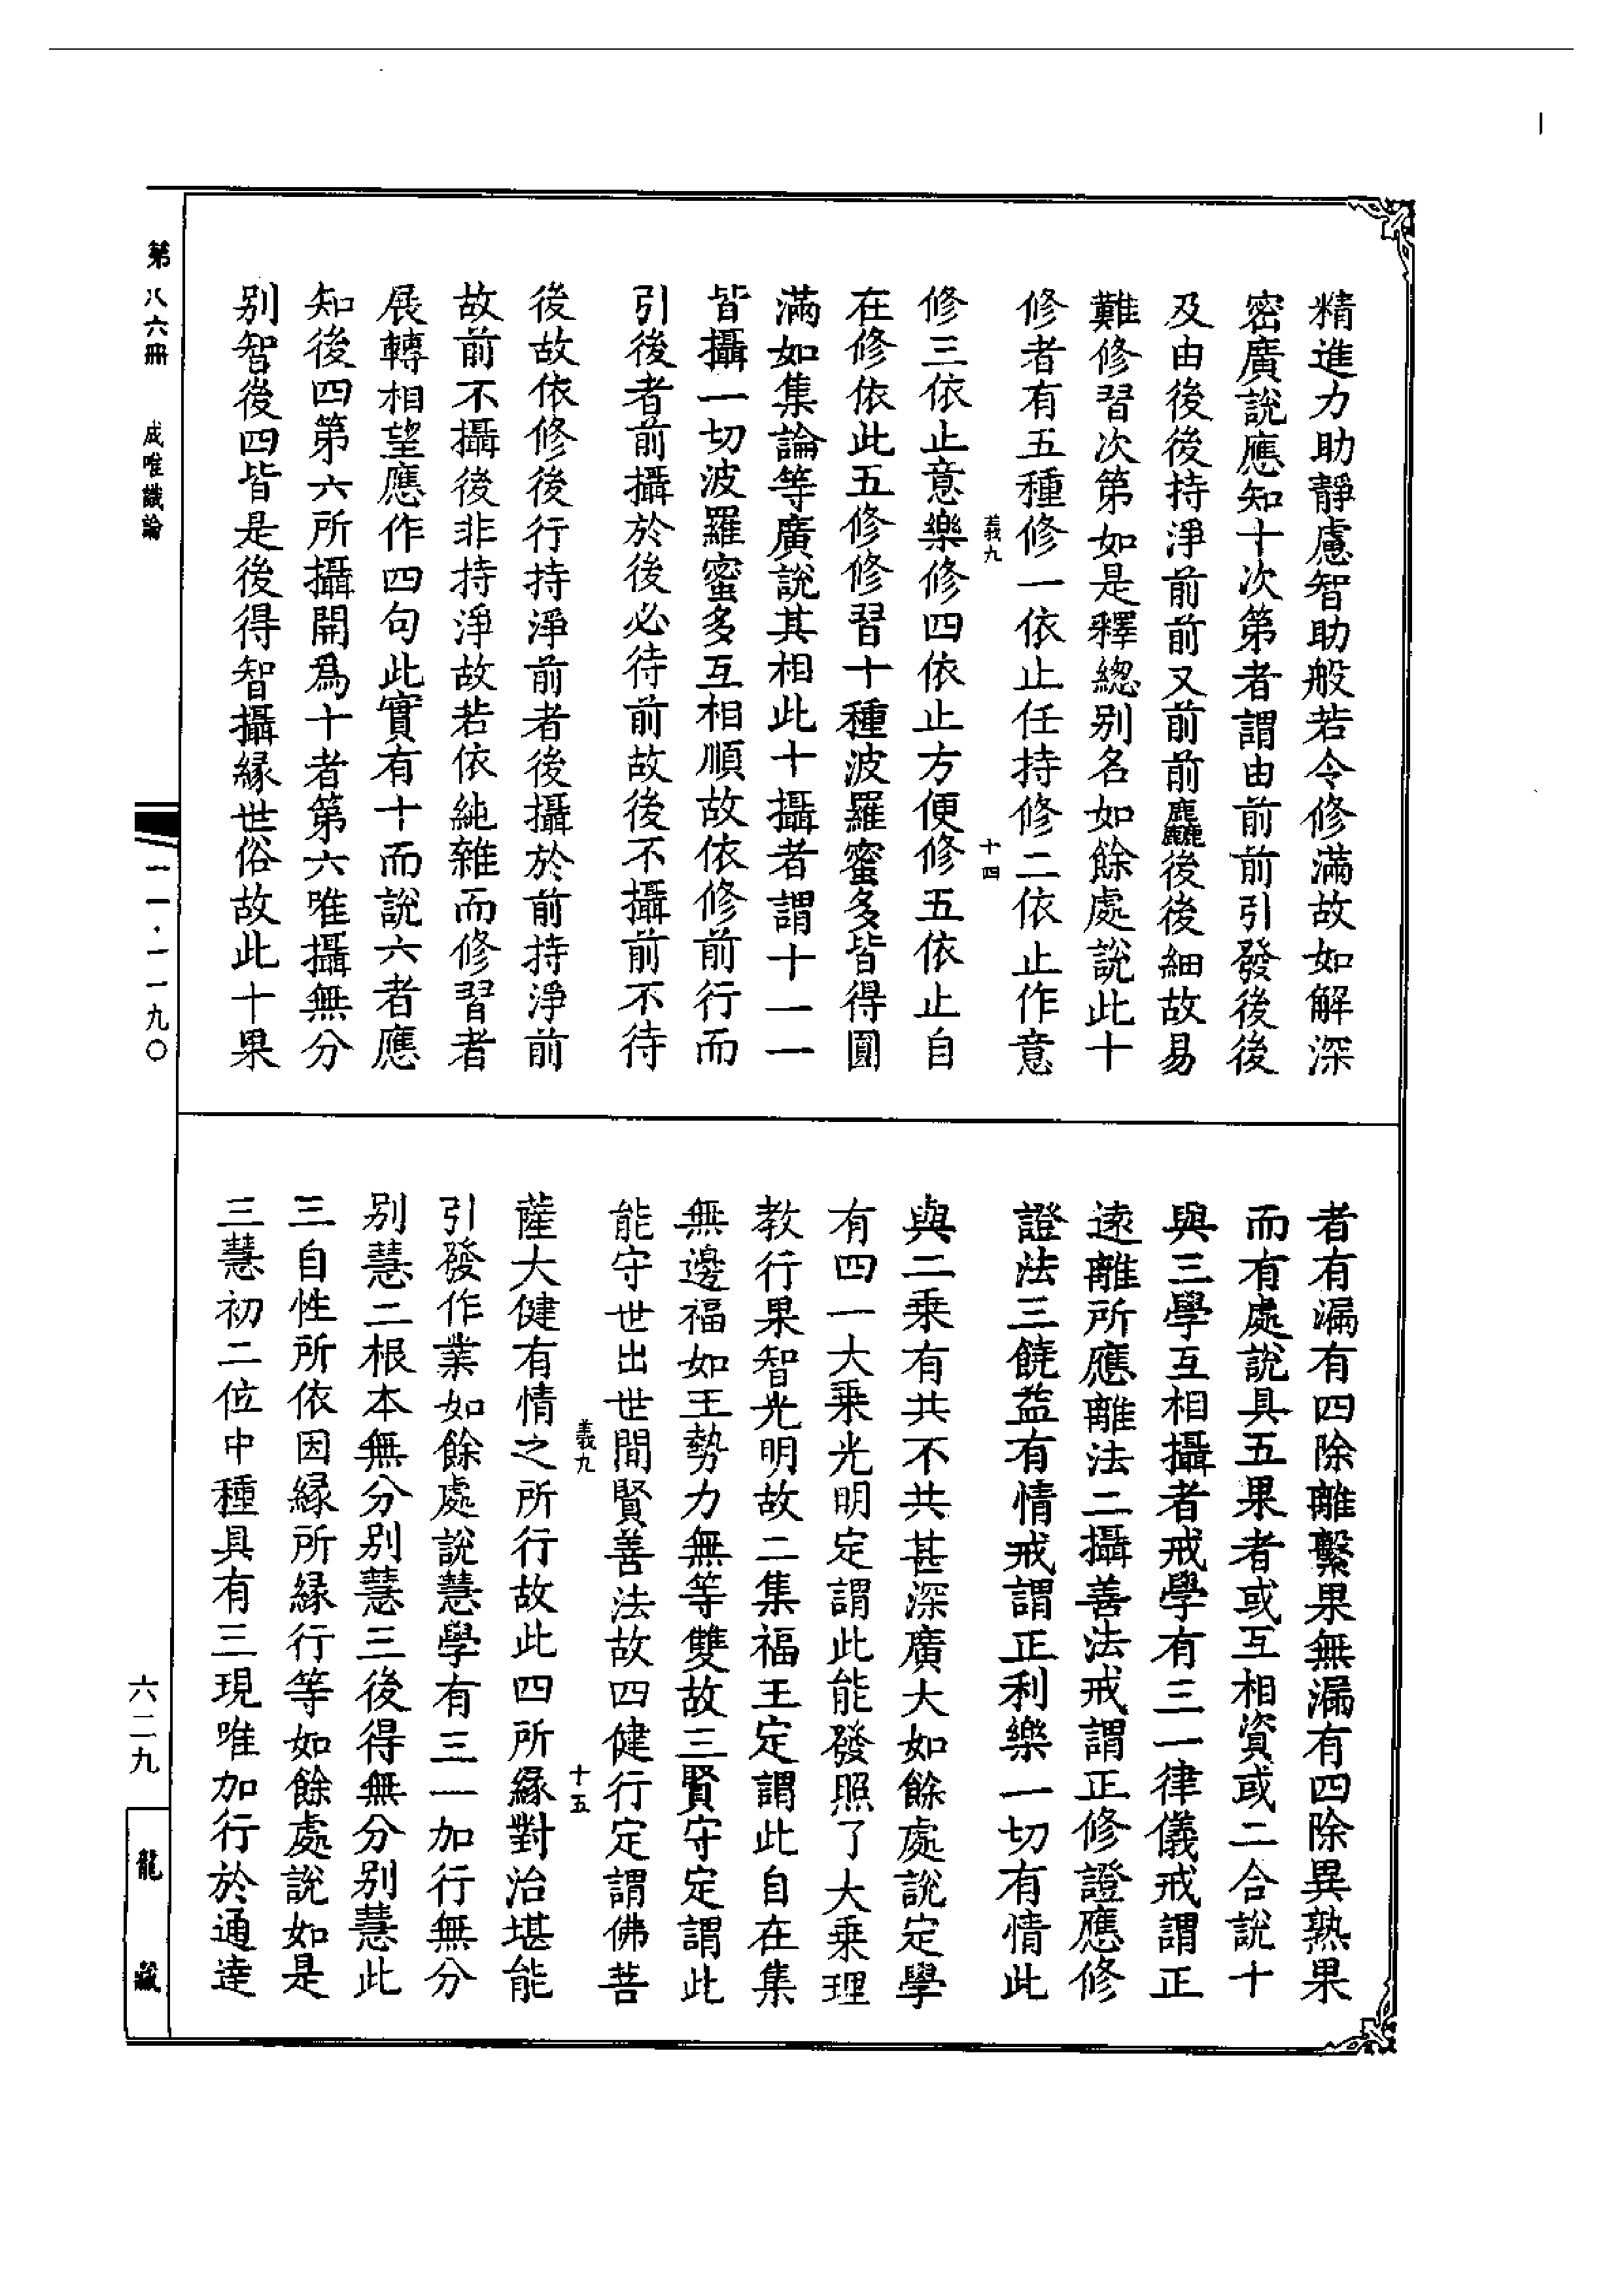 精進力助靜慮智助般若令修滿故如解深
密廣說應知十次第者謂由前前引發後後
及由後後持淨前前又前前麤後後細故易
難修習次第如是釋總别名如餘處說此十
修者有五種修一依止任持修二依止作意
義九
十四
修三依止意樂修四依止方便修五依止自
在修依此五修修習十種波羅蜜多皆得圓
滿如集論等廣說其相此十攝者謂十一一
皆攝一切波羅蜜多互相順故依修前行而
引後者前攝於後必待前故後不攝前不待
後故依修後行持淨前者後攝於前持淨前
故前不攝後非持淨故若依純雜而修習者
展轉相望應作四句此實有十而說六者應
知後四第六所攝開爲十者第六唯攝無分
别智後四皆是後得智攝緣世俗故此十果
者有漏有四除離繫果無漏有四除異熟果
而有處說具五果者或互相資或二合說十
與三學互相攝者戒學有三一律儀戒謂正
遠離所應離法二攝善法戒謂正修證應修
證法三饒益有情戒謂正利樂一切有情此
與二乘有共不共甚深廣大如餘處說定學
有四一大乘光明定謂此能發照了大乘理
教行果智光明故二集福王定謂此自在集
無邊福如王勢力無等雙故三賢守定謂此
能守世出世間賢善法故四健行定謂佛菩
義九
十五
薩大健有情之所行故此四所緣對治堪能
引發作業如餘處說慧學有三一加行無分
别慧二根本無分别慧三後得無分别慧此
三自性所依因緣所緣行等如餘處說如是
三慧初二位中種具有三現唯加行於通達
第八六冊
成唯識論
一一·一一九〇
六二九
龍藏